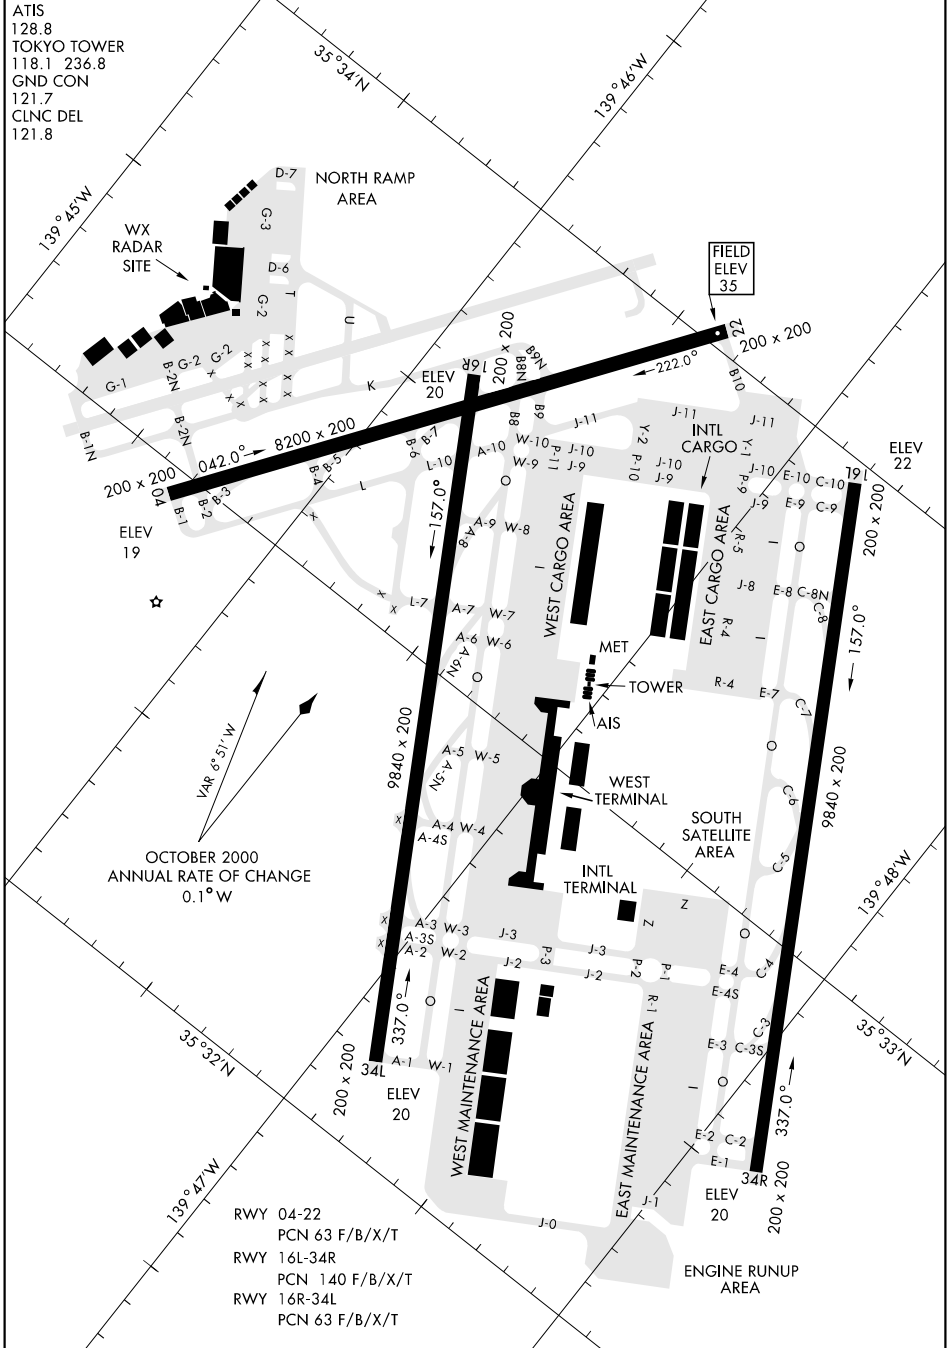 ATIS
128.8
TOKYO TOWER
118.1 236.8
GND CON
121.7
CLNC DEL
121.8
35°34'N
139°46'W
139°45'W
NORTH RAMP
AREA
WX
RADAR
SITE
D-7
G-3
D-6
T
G-2
U
K
G-1
B-2N
G-2
G-2
X
X
X
X
X
X
X
X
X
X
X
X
X
X
B-1N
B-2N
FIELD
ELEV
35
22
200 x 200
222.0°
B10
16R
200 x 200
B8N
B9N
ELEV
20
B8
B9
8200 x 200
042.0°
200 x 200
04
B-1
B-2
B-3
B-4
B-5
B-6
B-7
L
X
ELEV
19
L-10
A-10
W-10
W-9
P-11
J-11
J-10
J-9
Y-2
P-10
J-11
J-11
INTL
CARGO
Y-1
J-10
J-9
P-9
J-10
J-9
E-10
C-10
E-9
C-9
ELEV
22
16L
200 x 200
157.0°
A-9
W-8
A-8
I
WEST CARGO AREA
EAST CARGO AREA
R-5
I
J-8
E-8
C-8N
C-8
R-4
I
157.0°
X
X
L-7
A-7
W-7
A-6
W-6
A-6N
MET
TOWER
AIS
R-4
E-7
C-7
VAR 6°51'W
9840 x 200
A-5
W-5
A-5N
WEST
TERMINAL
C-6
9840 x 200
X
A-4
W-4
A-4S
SOUTH
SATELLITE
AREA
C-5
OCTOBER 2000
ANNUAL RATE OF CHANGE
0.1°W
INTL
TERMINAL
139°48'W
Z
Z
X
X
A-3
W-3
A-3S
A-2
W-2
J-3
J-2
P-3
J-3
J-2
P-2
P-1
E-4
C-4
E-4S
337.0°
I
WEST MAINTENANCE AREA
R-1
EAST MAINTENANCE AREA
C-3
E-3
C-3S
35°33'N
35°32'N
200 x 200
34L
A-1
W-1
ELEV
20
I
337.0°
E-2
C-2
E-1
34R
200 x 200
ELEV
20
139°47'W
J-1
J-0
ENGINE RUNUP
AREA
RWY 04-22
PCN 63 F/B/X/T
RWY 16L-34R
PCN 140 F/B/X/T
RWY 16R-34L
PCN 63 F/B/X/T